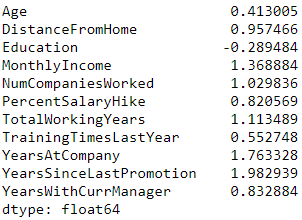 Age 0.413005
DistanceFromHome 0.957466
Education -0.289484
MonthlyIncome 1.368884
NumCompaniesWorked 1.029836
PercentSalaryHike 0.820569
TotalWorkingYears 1.113489
TrainingTimesLastYear 0.552748
YearsAtCompany 1.763328
YearsSinceLastPromotion 1.982939
YearsWithCurrManager 0.832884
dtype: float64